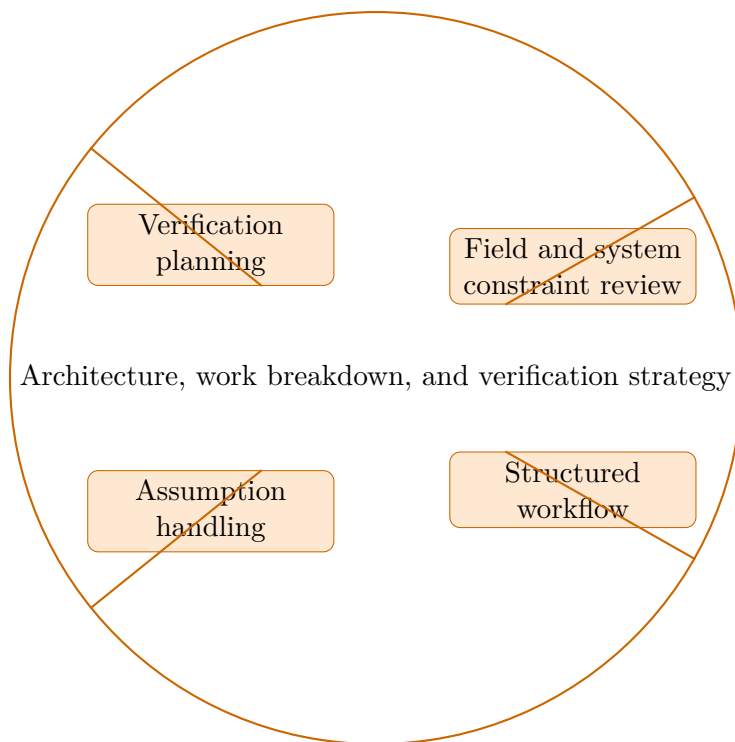 Verification
planning
Field and system
constraint review
Architecture, work breakdown, and verification strategy
Assumption
handling
Structured
workflow